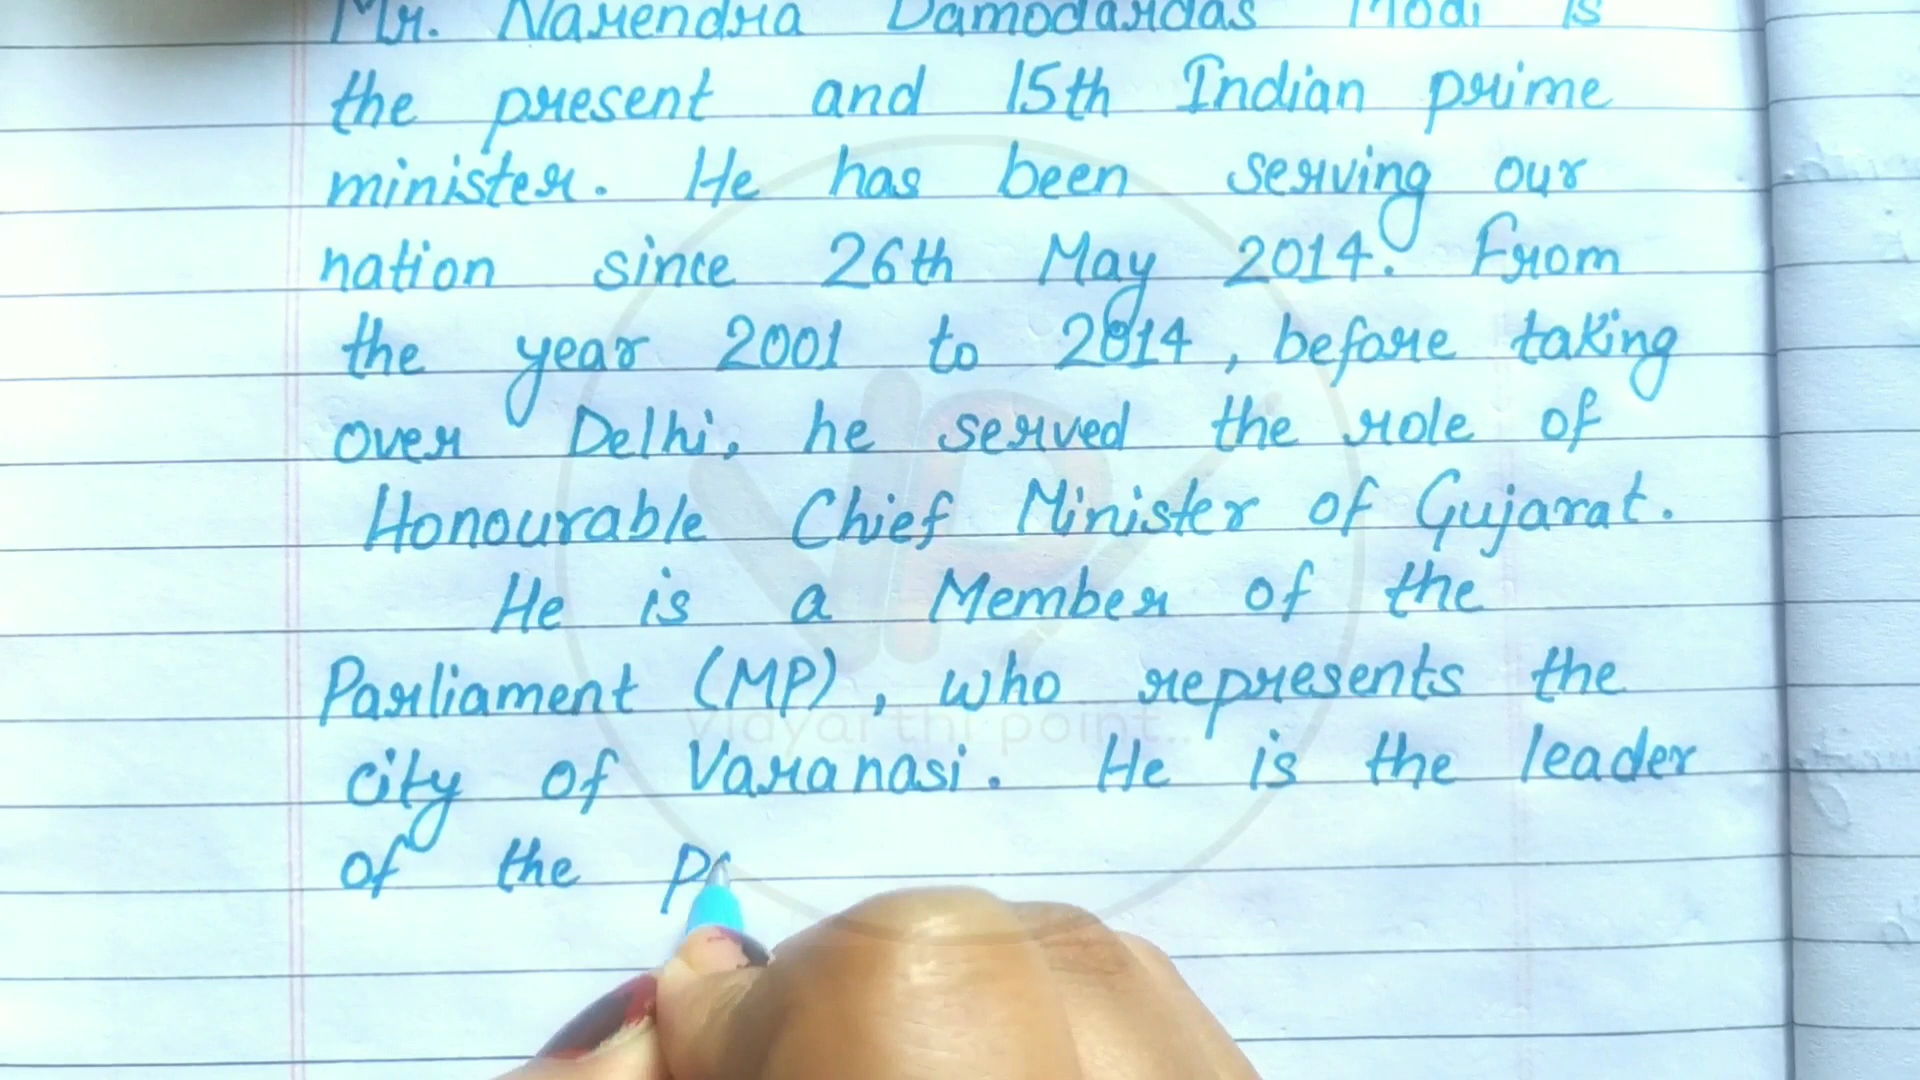 Mr. Narendra Damodardas Modi is
the present and 15th Indian prime
minister. He has been serving our
nation since 26th May 2014. From
the year 2001 to 2014, before taking
over Delhi, he served the role of
Honourable Chief Minister of Gujarat.
He is a Member of the
Parliament (MP), who represents the
city of Varanasi. He is the leader
of the
Vidyarthi point..